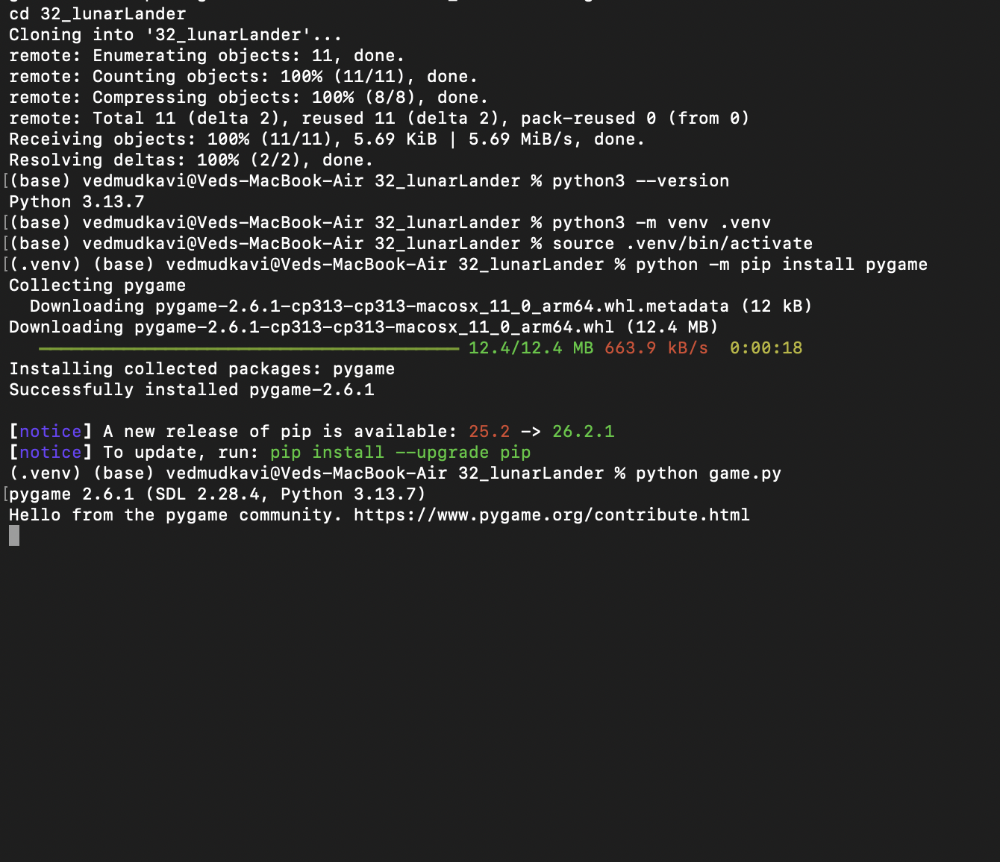 cd 32_lunarLander
Cloning into '32_lunarLander'...
remote: Enumerating objects: 11, done.
remote: Counting objects: 100% (11/11), done.
remote: Compressing objects: 100% (8/8), done.
remote: Total 11 (delta 2), reused 11 (delta 2), pack-reused 0 (from 0)
Receiving objects: 100% (11/11), 5.69 KiB | 5.69 MiB/s, done.
Resolving deltas: 100% (2/2), done.
[(base) vedmudkavi@Veds-MacBook-Air 32_lunarLander % python3 --version
Python 3.13.7
[(base) vedmudkavi@Veds-MacBook-Air 32_lunarLander % python3 -m venv .venv
[(base) vedmudkavi@Veds-MacBook-Air 32_lunarLander % source .venv/bin/activate
[(.venv) (base) vedmudkavi@Veds-MacBook-Air 32_lunarLander % python -m pip install pygame
Collecting pygame
  Downloading pygame-2.6.1-cp313-cp313-macosx_11_0_arm64.whl.metadata (12 kB)
Downloading pygame-2.6.1-cp313-cp313-macosx_11_0_arm64.whl (12.4 MB)
12.4/12.4 MB 663.9 kB/s  0:00:18
Installing collected packages: pygame
Successfully installed pygame-2.6.1
[notice] A new release of pip is available: 25.2 -> 26.2.1
[notice] To update, run: pip install --upgrade pip
(.venv) (base) vedmudkavi@Veds-MacBook-Air 32_lunarLander % python game.py
[pygame 2.6.1 (SDL 2.28.4, Python 3.13.7)
Hello from the pygame community. https://www.pygame.org/contribute.html